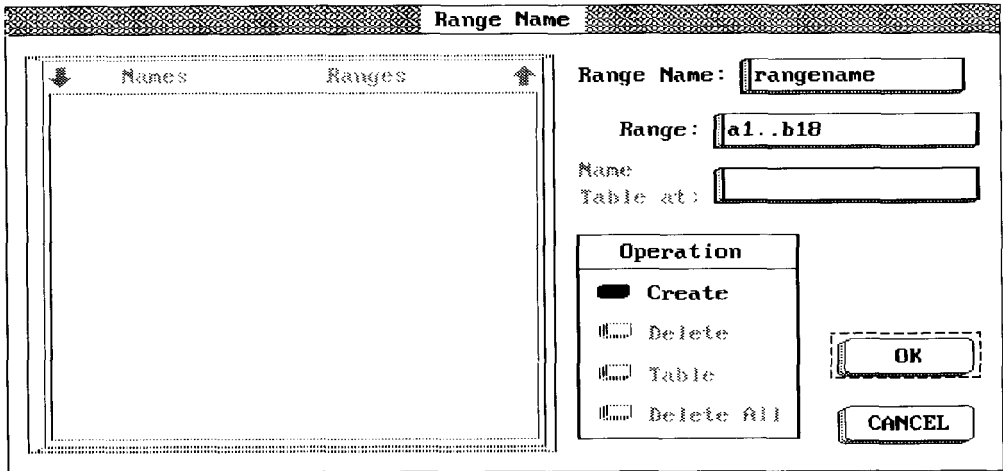 Range Name
Names Ranges
Range Name: rangename
Range: a1..b18
Name
Table at:
Operation
Create
Delete
Table
Delete All
OK
CANCEL